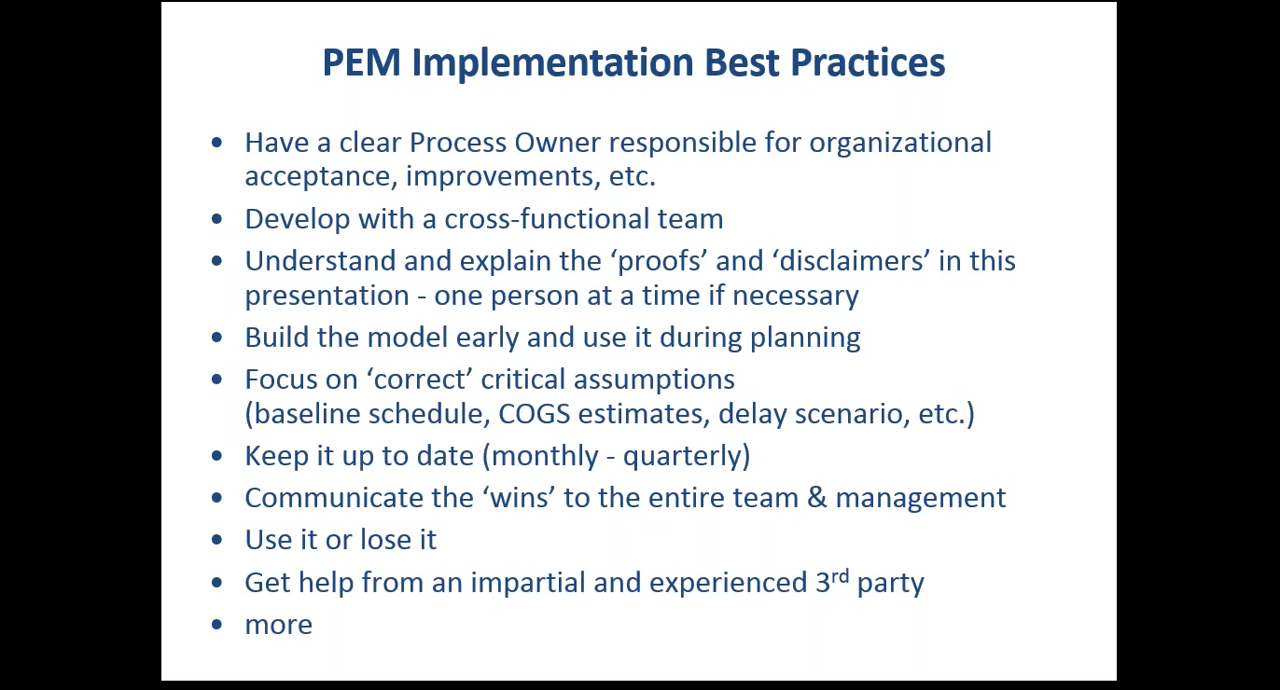 PEM Implementation Best Practices
• Have a clear Process Owner responsible for organizational
acceptance, improvements, etc.
• Develop with a cross-functional team
• Understand and explain the ‘proofs’ and ‘disclaimers’ in this
presentation - one person at a time if necessary
• Build the model early and use it during planning
• Focus on ‘correct’ critical assumptions
(baseline schedule, COGS estimates, delay scenario, etc.)
• Keep it up to date (monthly - quarterly)
• Communicate the ‘wins’ to the entire team & management
• Use it or lose it
• Get help from an impartial and experienced 3rd party
• more